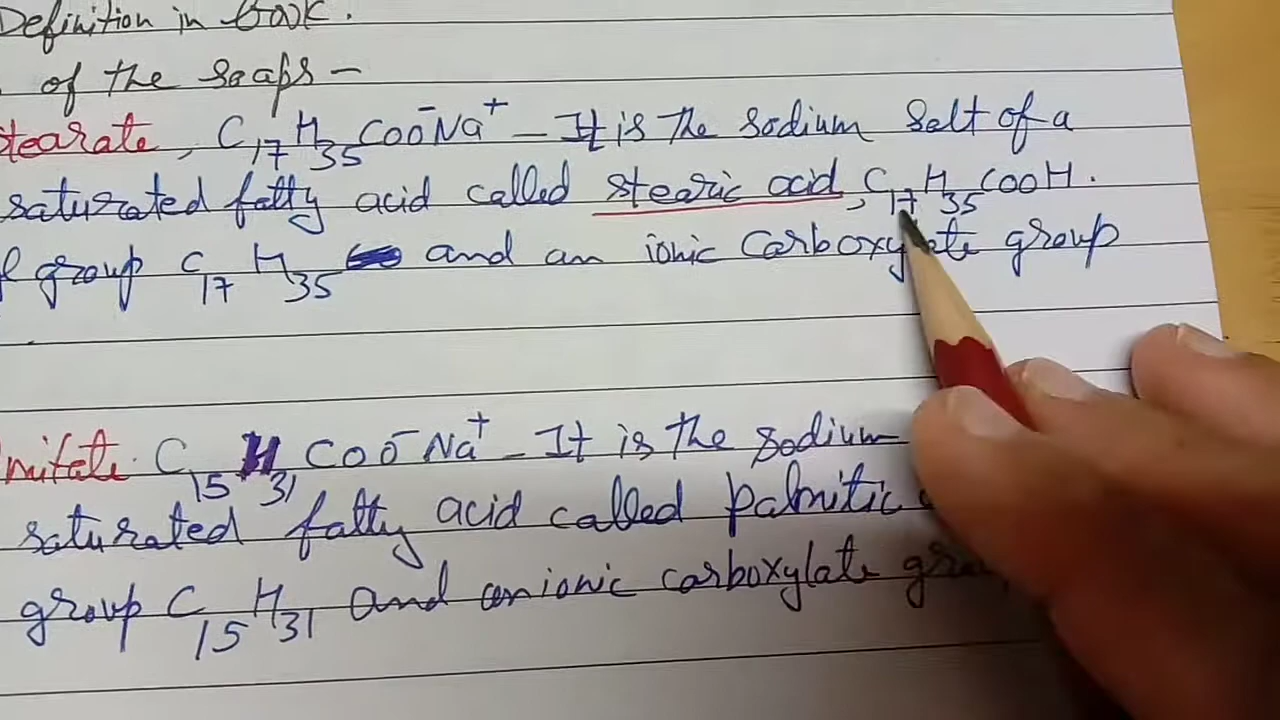 Definition in book.
of the soaps —
stearate, C17H35COO⁻Na⁺ - It is the sodium salt of a
saturated fatty acid called stearic acid, C17H35COOH.
group C17H35 and an ionic carboxylate group
mitate C15H31COO⁻Na⁺ - It is the sodium
saturated fatty acid called palmitic
group C15H31 and an ionic carboxylate